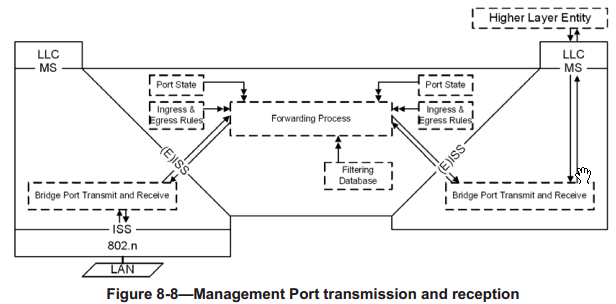 Higher Layer Entity
LLC
MS
LLC
MS
Port State
Port State
Ingress &
Egress Rules
Forwarding Process
Ingress &
Egress Rules
(E)ISS
(E)ISS
Filtering
Database
Bridge Port Transmit and Receive
Bridge Port Transmit and Receive
ISS
802.n
LAN
Figure 8-8—Management Port transmission and reception